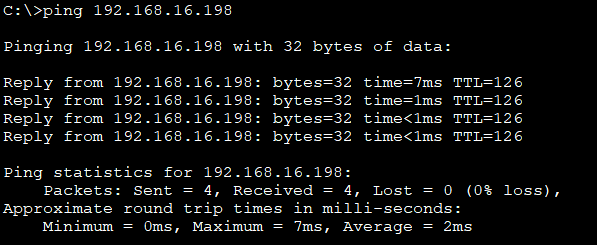 C:\>ping 192.168.16.198
Pinging 192.168.16.198 with 32 bytes of data:
Reply from 192.168.16.198: bytes=32 time=7ms TTL=126
Reply from 192.168.16.198: bytes=32 time=1ms TTL=126
Reply from 192.168.16.198: bytes=32 time<1ms TTL=126
Reply from 192.168.16.198: bytes=32 time<1ms TTL=126
Ping statistics for 192.168.16.198:
    Packets: Sent = 4, Received = 4, Lost = 0 (0% loss),
Approximate round trip times in milli-seconds:
    Minimum = 0ms, Maximum = 7ms, Average = 2ms